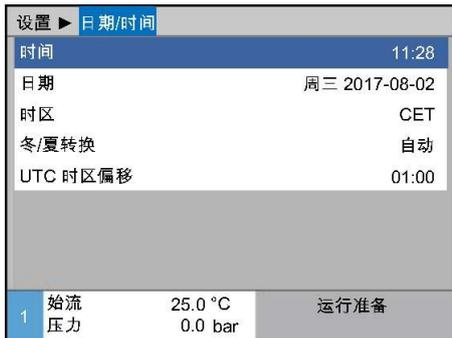 设置 ▶ 日期/时间
时间 11:28
日期 周三 2017-08-02
时区 CET
冬/夏转换 自动
UTC 时区偏移 01:00
1 始流 25.0 °C 运行准备
压力 0.0 bar